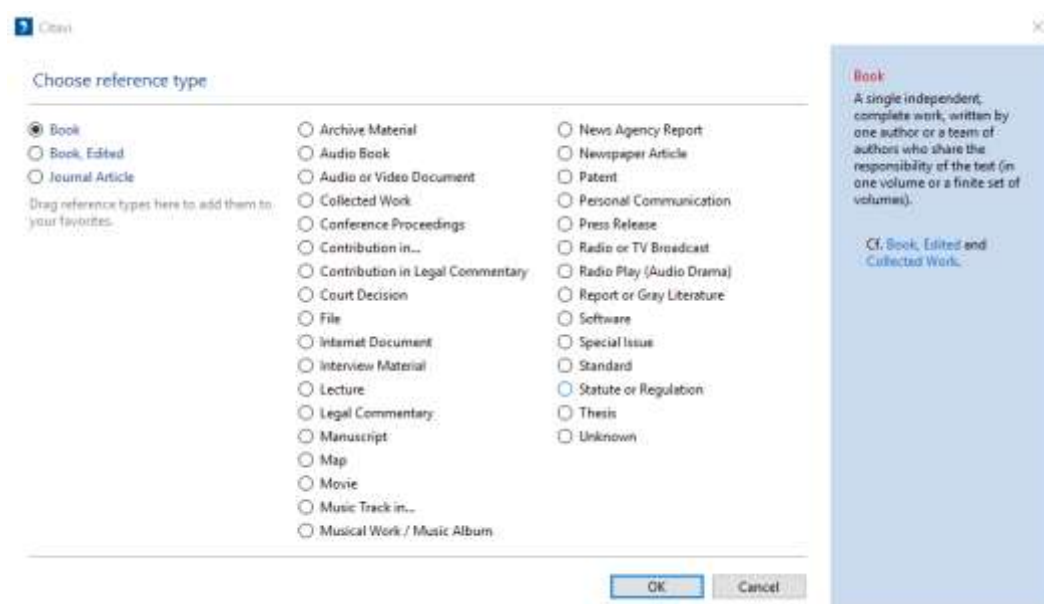 Citavi
Choose reference type
Book
Book, Edited
Journal Article
Drag reference types here to add them to
your favorites.
Archive Material
Audio Book
Audio or Video Document
Collected Work
Conference Proceedings
Contribution in...
Contribution in Legal Commentary
Court Decision
File
Internet Document
Interview Material
Lecture
Legal Commentary
Manuscript
Map
Movie
Music Track in...
Musical Work / Music Album
News Agency Report
Newspaper Article
Patent
Personal Communication
Press Release
Radio or TV Broadcast
Radio Play (Audio Drama)
Report or Gray Literature
Software
Special Issue
Standard
Statute or Regulation
Thesis
Unknown
Book
A single independent,
complete work, written by
one author or a team of
authors who share the
responsibility of the text (in
one volume or a finite set of
volumes).
Cf. Book, Edited and
Collected Work.
OK
Cancel